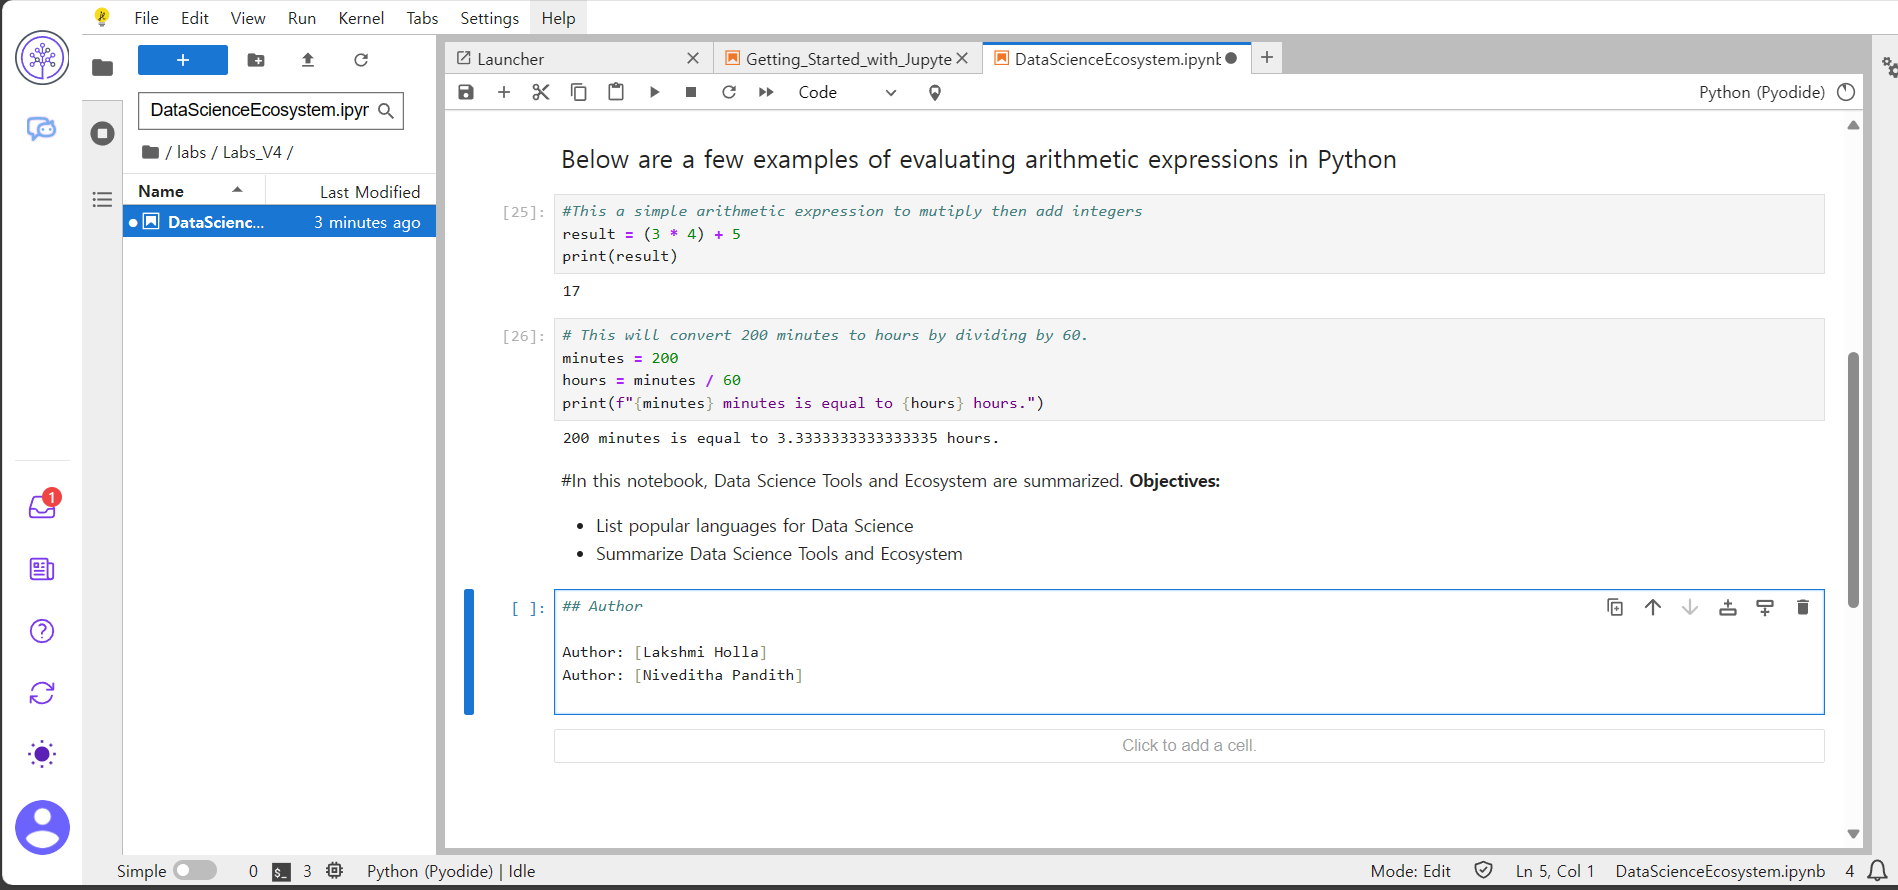 File Edit View Run Kernel Tabs Settings Help
+
DataScienceEcosystem.ipyr
/ labs / Labs_V4 /
Name Last Modified
DataScienc... 3 minutes ago
Launcher
Getting_Started_with_Jupyte
DataScienceEcosystem.ipynb
Code
Python (Pyodide)
Below are a few examples of evaluating arithmetic expressions in Python
[25]:
#This a simple arithmetic expression to mutiply then add integers
result = (3 * 4) + 5
print(result)
17
[26]:
# This will convert 200 minutes to hours by dividing by 60.
minutes = 200
hours = minutes / 60
print(f"{minutes} minutes is equal to {hours} hours.")
200 minutes is equal to 3.3333333333333335 hours.
#In this notebook, Data Science Tools and Ecosystem are summarized. Objectives:
• List popular languages for Data Science
• Summarize Data Science Tools and Ecosystem
[ ]:
## Author
Author: [Lakshmi Holla]
Author: [Niveditha Pandith]
Click to add a cell.
1
Simple 0 $_ 3 Python (Pyodide) | Idle
Mode: Edit Ln 5, Col 1 DataScienceEcosystem.ipynb 4